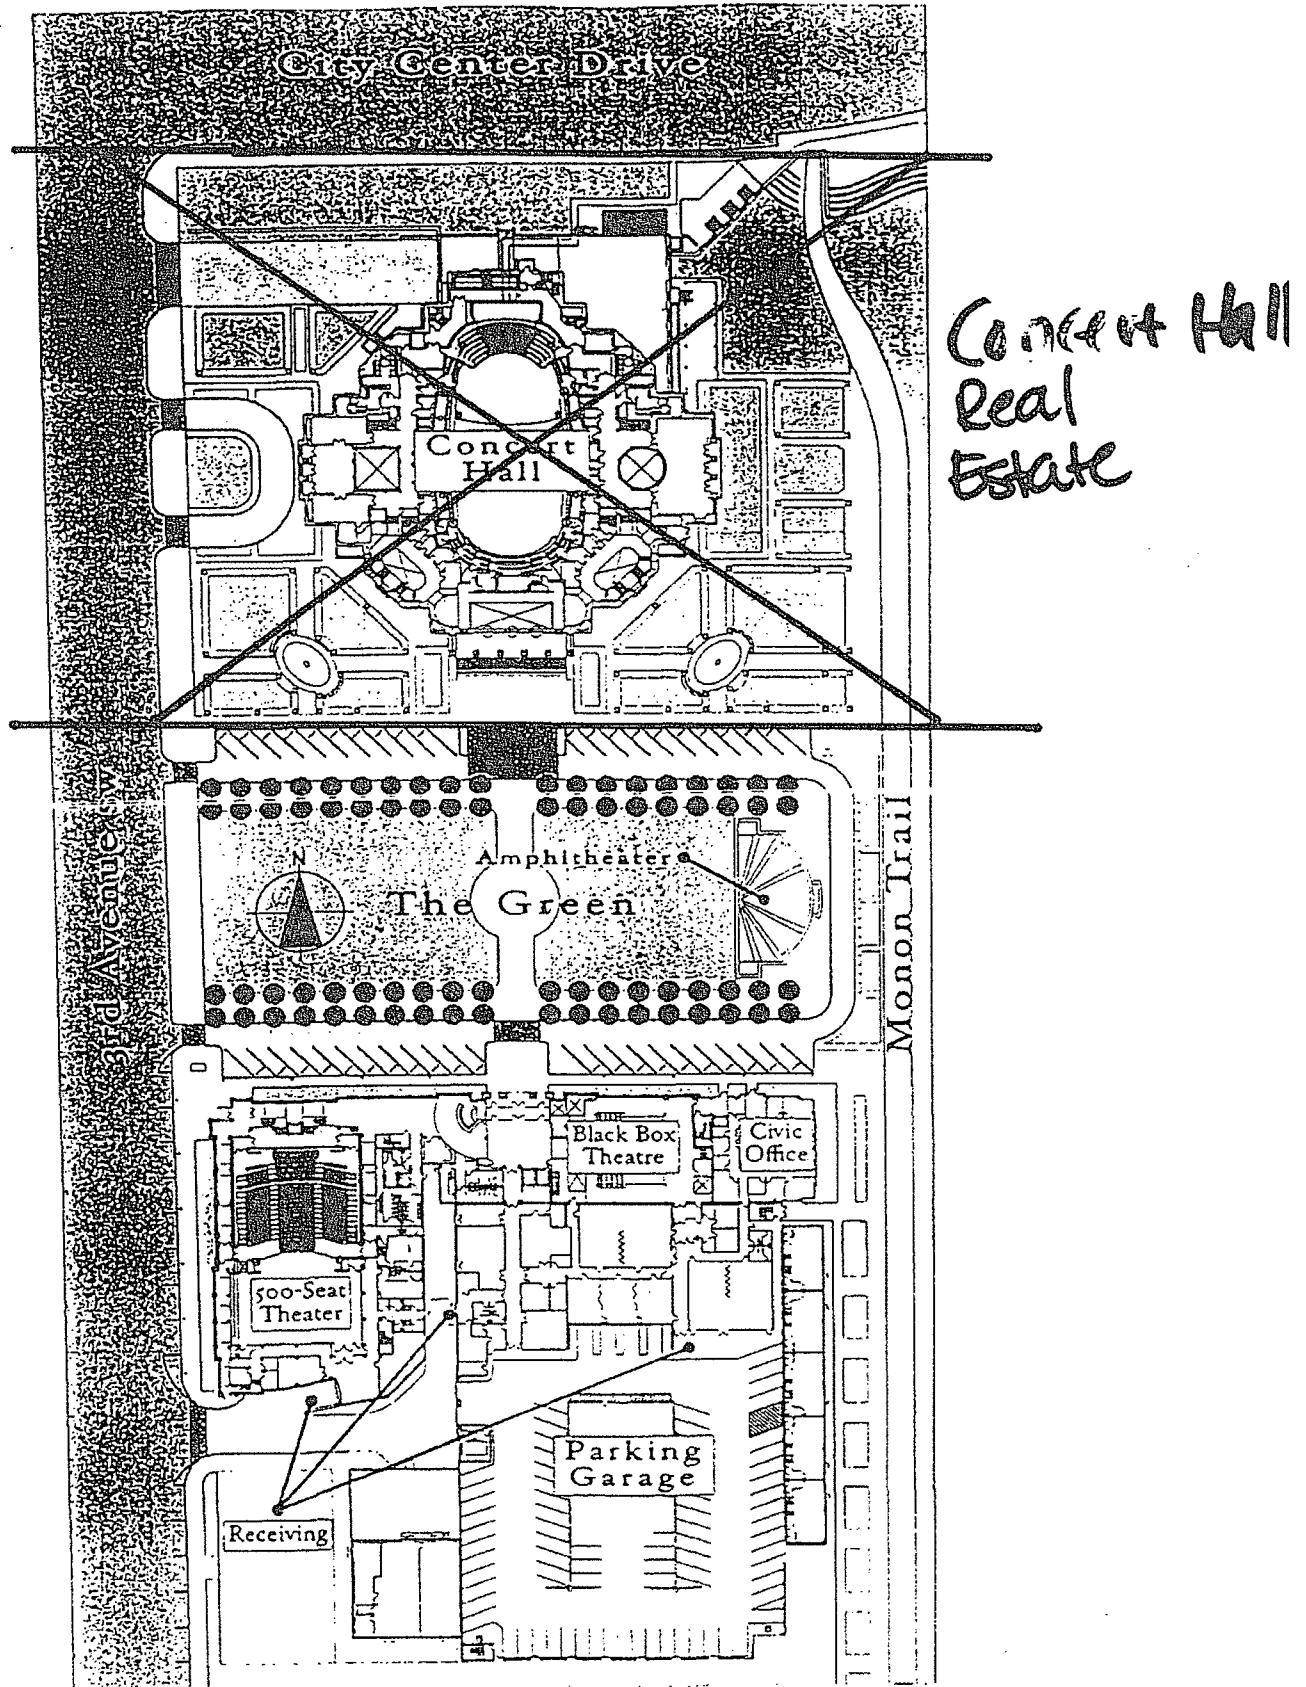 City Center Drive
Concert Hall
Real
Estate
Concert
Hall
3rd Avenue sw
N
Amphitheater
The Green
Monon Trail
Black Box
Theatre
Civic
Office
500-Seat
Theater
Parking
Garage
Receiving